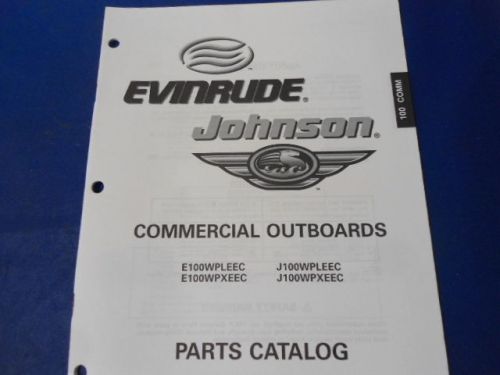 EVINRUDE®
Johnson®
100 COMM
COMMERCIAL OUTBOARDS
E100WPLEEC J100WPLEEC
E100WPXEEC J100WPXEEC
PARTS CATALOG